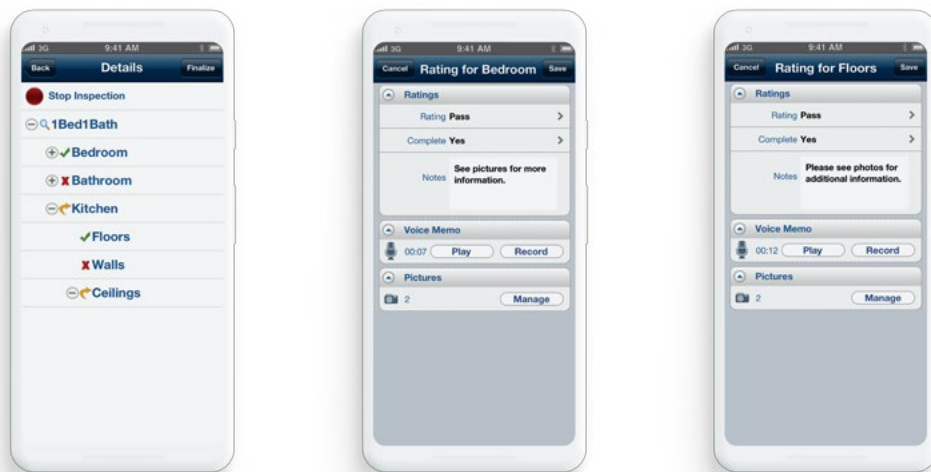 3G 9:41 AM
Back Details Finalize
Stop Inspection
1Bed1Bath
Bedroom
Bathroom
Kitchen
Floors
Walls
Ceilings
3G 9:41 AM
Cancel Rating for Bedroom Save
Ratings
Rating Pass
Complete Yes
Notes See pictures for more
information.
Voice Memo
00:07 Play Record
Pictures
2 Manage
3G 9:41 AM
Cancel Rating for Floors Save
Ratings
Rating Pass
Complete Yes
Notes Please see photos for
additional information.
Voice Memo
00:12 Play Record
Pictures
2 Manage